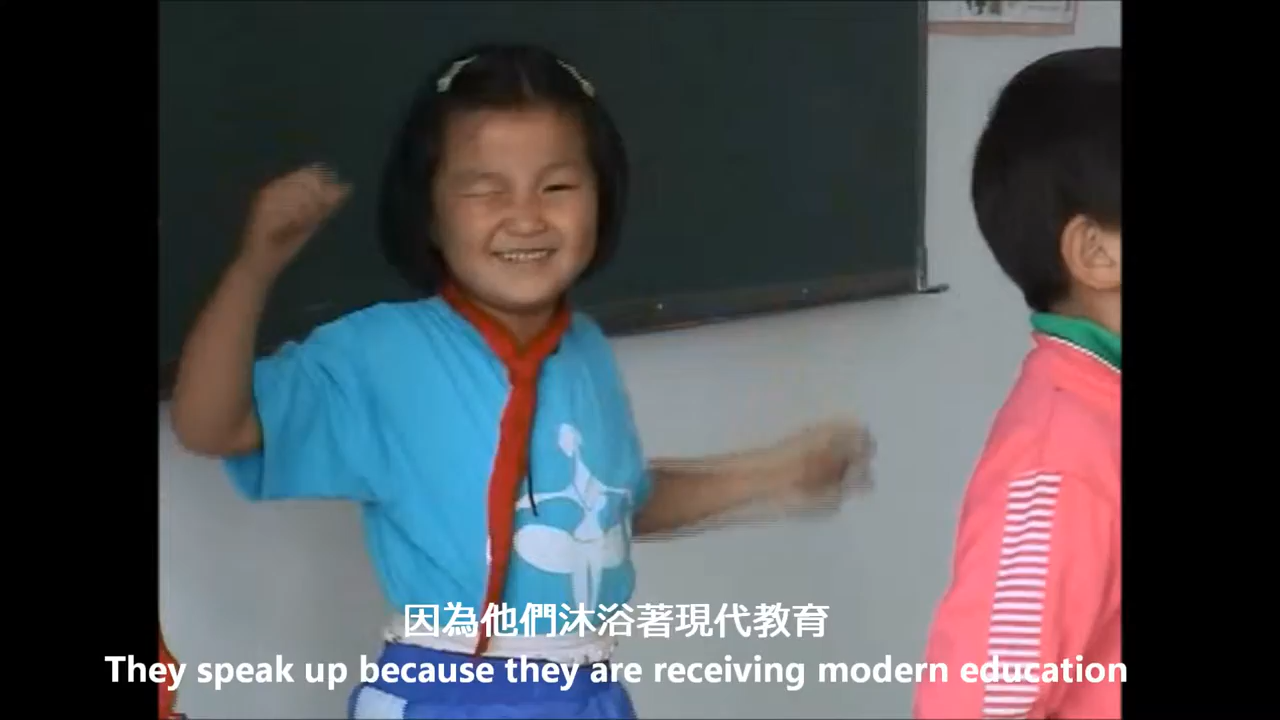 因為他們沐浴著現代教育
They speak up because they are receiving modern education